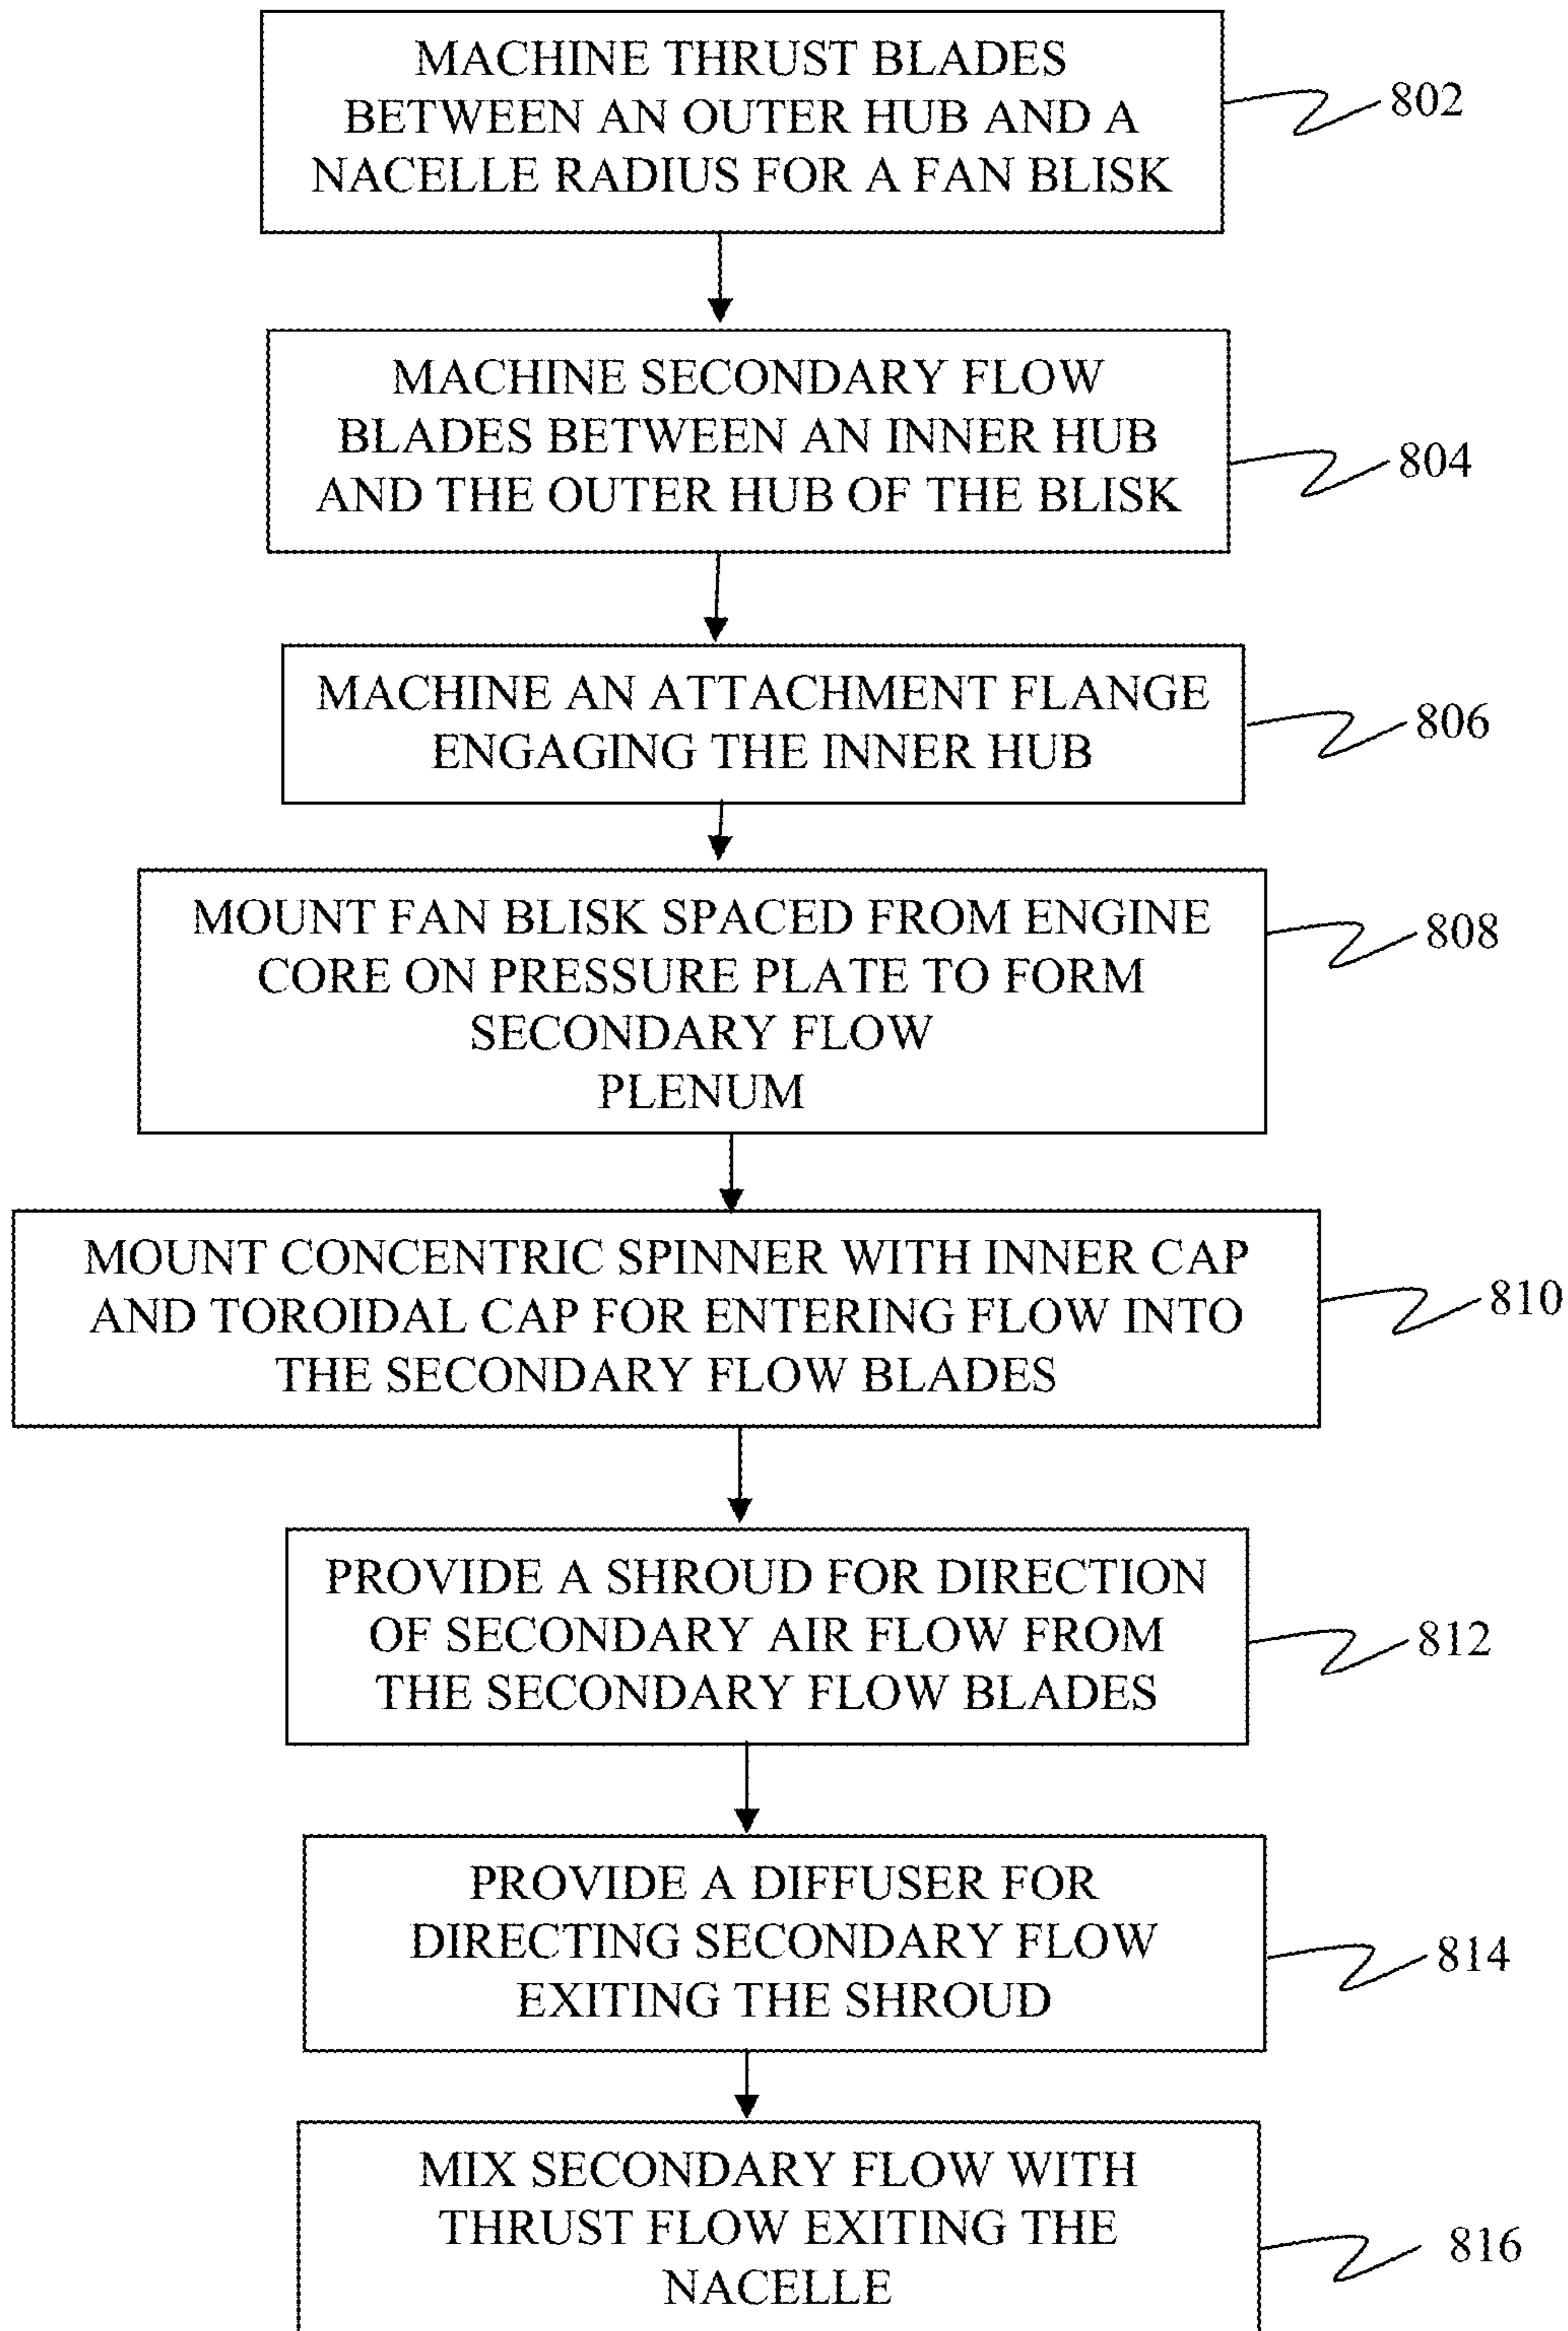 MACHINE THRUST BLADES
BETWEEN AN OUTER HUB AND A
NACELLE RADIUS FOR A FAN BLISK
802
MACHINE SECONDARY FLOW
BLADES BETWEEN AN INNER HUB
AND THE OUTER HUB OF THE BLISK
804
MACHINE AN ATTACHMENT FLANGE
ENGAGING THE INNER HUB
806
MOUNT FAN BLISK SPACED FROM ENGINE
CORE ON PRESSURE PLATE TO FORM
SECONDARY FLOW
PLENUM
808
MOUNT CONCENTRIC SPINNER WITH INNER CAP
AND TOROIDAL CAP FOR ENTERING FLOW INTO
THE SECONDARY FLOW BLADES
810
PROVIDE A SHROUD FOR DIRECTION
OF SECONDARY AIR FLOW FROM
THE SECONDARY FLOW BLADES
812
PROVIDE A DIFFUSER FOR
DIRECTING SECONDARY FLOW
EXITING THE SHROUD
814
MIX SECONDARY FLOW WITH
THRUST FLOW EXITING THE
NACELLE
816